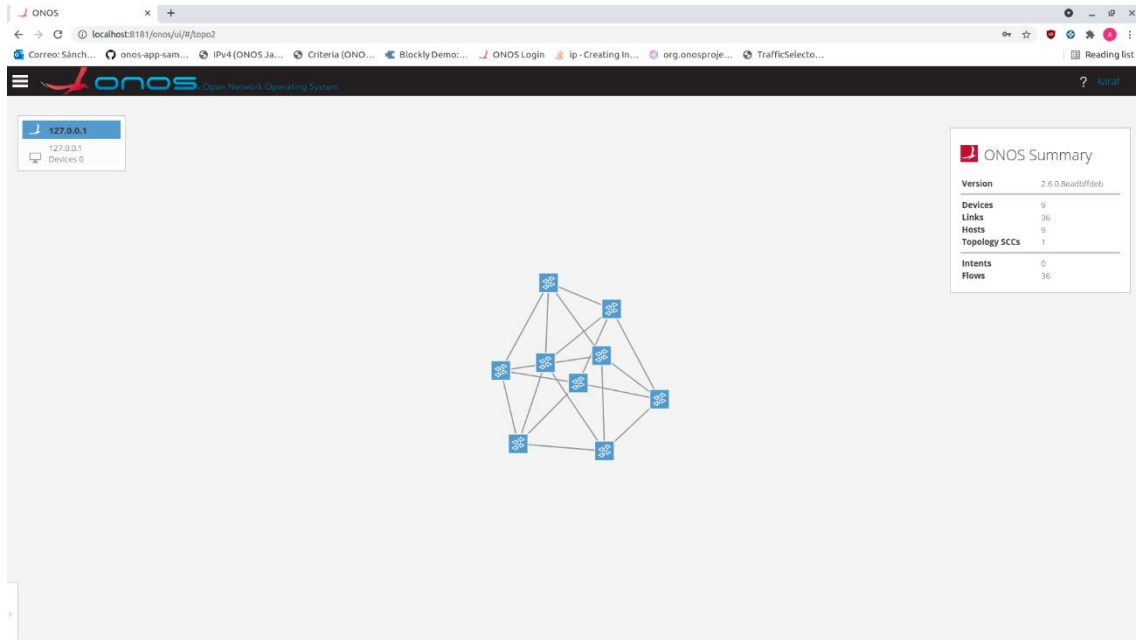 ONOS
localhost:8181/onos/ui/#/topo2
A
Correo: Sánch... onos-app-sam... IPv4 (ONOS Ja... Criteria (ONO... Blockly Demo:... ONOS Login ip - Creating In... org.onosproje... TrafficSelecto... Reading list
onos Open Network Operating System ? karaf
127.0.0.1
127.0.0.1
Devices 0
ONOS Summary
Version 2.6.0.8eadbffdeb
Devices 9
Links 36
Hosts 9
Topology SCCs 1
Intents 0
Flows 36